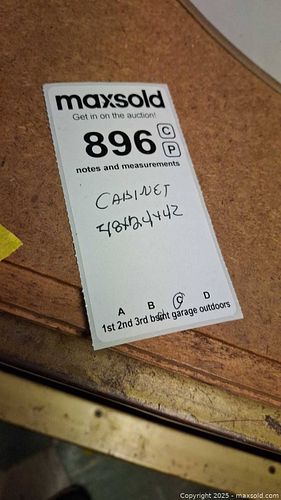 maxsold
Get in on the auction!
896 C
P
notes and measurements
CABINET
48x24x42
A B C D
1st 2nd 3rd bsmt garage outdoors
Copyright 2025 - maxsold.com